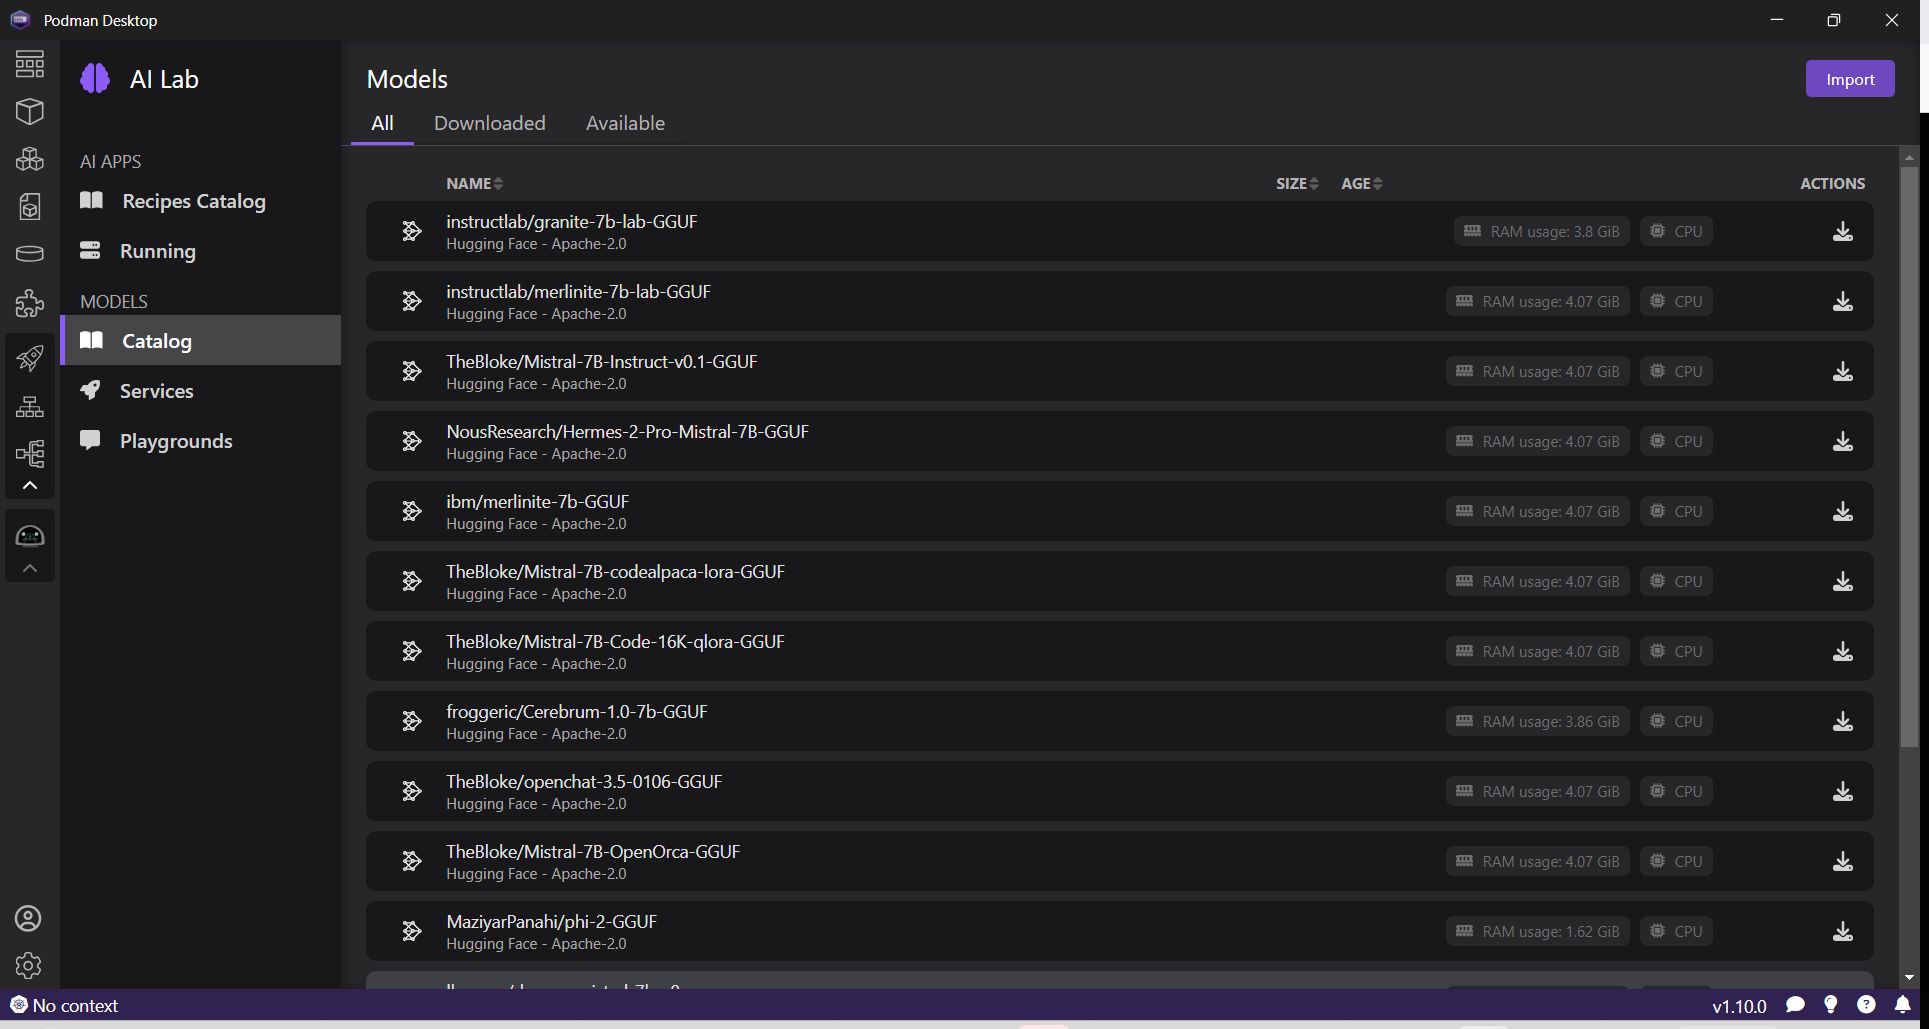 Podman Desktop
AI Lab
AI APPS
Recipes Catalog
Running
MODELS
Catalog
Services
Playgrounds
Models
Import
All Downloaded Available
NAME SIZE AGE ACTIONS
instructlab/granite-7b-lab-GGUF
Hugging Face - Apache-2.0
RAM usage: 3.8 GiB CPU
instructlab/merlinite-7b-lab-GGUF
Hugging Face - Apache-2.0
RAM usage: 4.07 GiB CPU
TheBloke/Mistral-7B-Instruct-v0.1-GGUF
Hugging Face - Apache-2.0
RAM usage: 4.07 GiB CPU
NousResearch/Hermes-2-Pro-Mistral-7B-GGUF
Hugging Face - Apache-2.0
RAM usage: 4.07 GiB CPU
ibm/merlinite-7b-GGUF
Hugging Face - Apache-2.0
RAM usage: 4.07 GiB CPU
TheBloke/Mistral-7B-codealpaca-lora-GGUF
Hugging Face - Apache-2.0
RAM usage: 4.07 GiB CPU
TheBloke/Mistral-7B-Code-16K-qlora-GGUF
Hugging Face - Apache-2.0
RAM usage: 4.07 GiB CPU
froggeric/Cerebrum-1.0-7b-GGUF
Hugging Face - Apache-2.0
RAM usage: 3.86 GiB CPU
TheBloke/openchat-3.5-0106-GGUF
Hugging Face - Apache-2.0
RAM usage: 4.07 GiB CPU
TheBloke/Mistral-7B-OpenOrca-GGUF
Hugging Face - Apache-2.0
RAM usage: 4.07 GiB CPU
MaziyarPanahi/phi-2-GGUF
Hugging Face - Apache-2.0
RAM usage: 1.62 GiB CPU
No context
v1.10.0